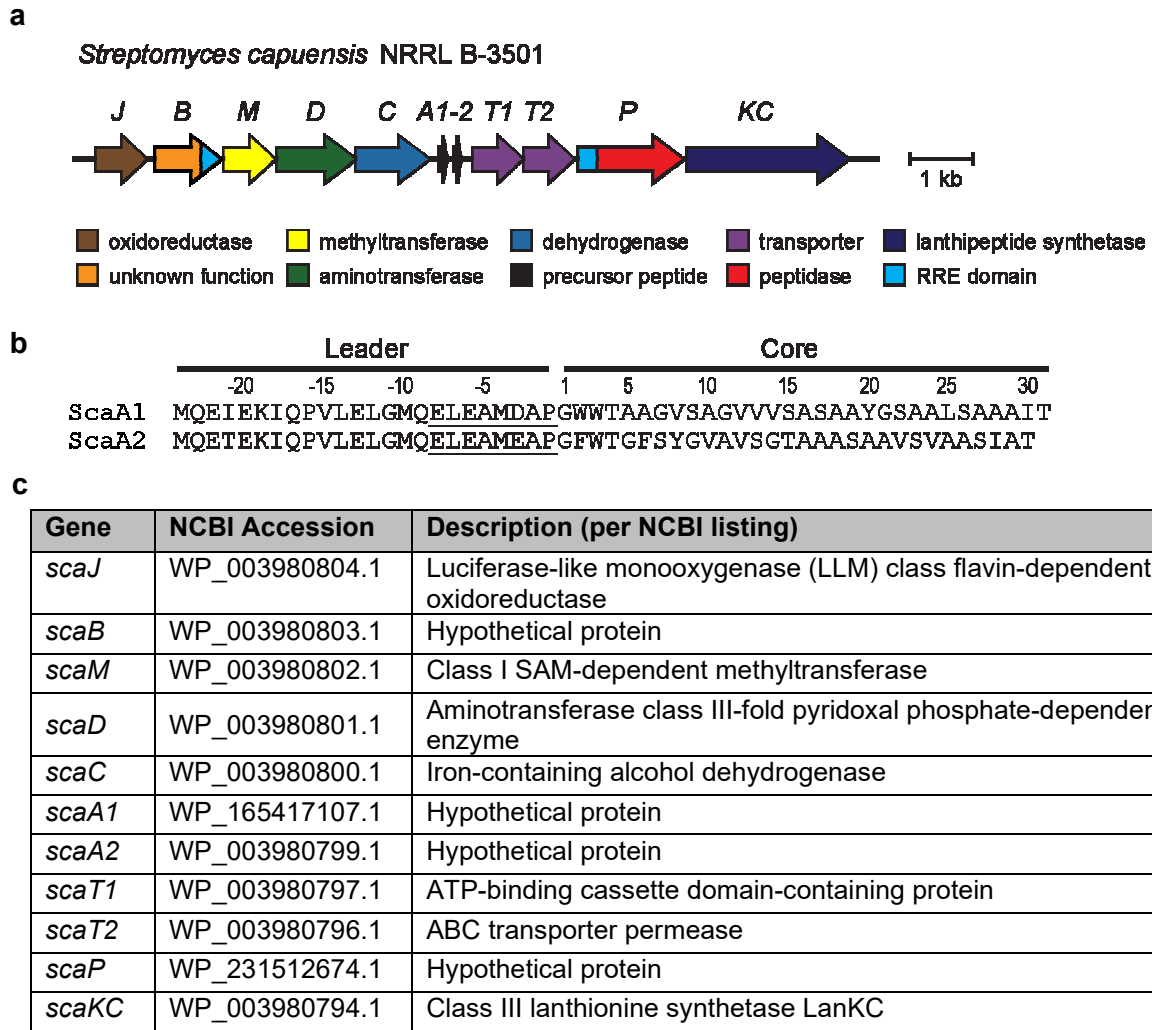 a
Streptomyces capuensis NRRL B-3501
J B M D C A1-2 T1 T2 P KC
1 kb
oxidoreductase methyltransferase dehydrogenase transporter lanthipeptide synthetase
unknown function aminotransferase precursor peptide peptidase RRE domain
b
Leader Core
-20 -15 -10 -5 1 5 10 15 20 25 30
ScaA1 MQEIEKIQPVLELGMQELEAMDAPGWWTAAGVSAGVVVSASAAYGSAALSAAAIT
ScaA2 MQETEKIQPVLELGMQELEAMEAPGFWTGFSYGVAVSGTAAASAAVSVAASIAT
c
Gene NCBI Accession Description (per NCBI listing)
scaJ WP_003980804.1 Luciferase-like monooxygenase (LLM) class flavin-dependent
oxidoreductase
scaB WP_003980803.1 Hypothetical protein
scaM WP_003980802.1 Class I SAM-dependent methyltransferase
scaD WP_003980801.1 Aminotransferase class III-fold pyridoxal phosphate-dependen
enzyme
scaC WP_003980800.1 Iron-containing alcohol dehydrogenase
scaA1 WP_165417107.1 Hypothetical protein
scaA2 WP_003980799.1 Hypothetical protein
scaT1 WP_003980797.1 ATP-binding cassette domain-containing protein
scaT2 WP_003980796.1 ABC transporter permease
scaP WP_231512674.1 Hypothetical protein
scaKC WP_003980794.1 Class III lanthionine synthetase LanKC